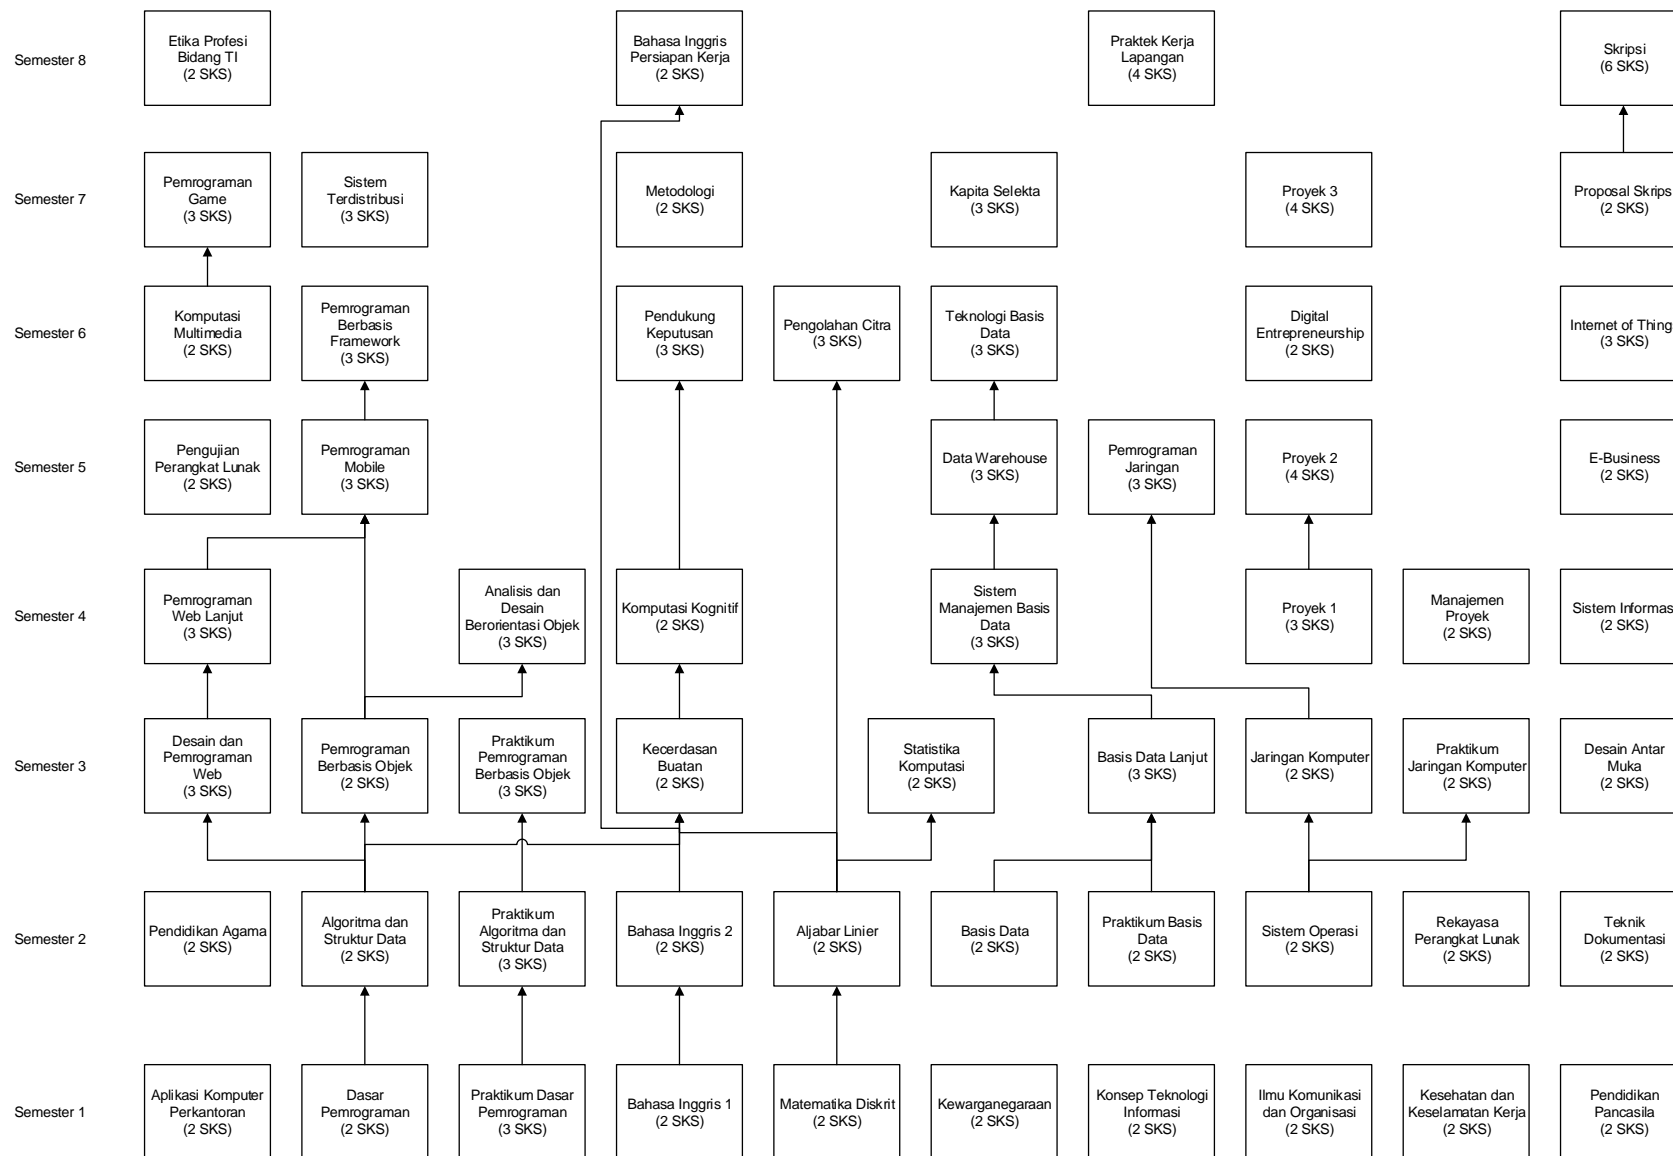 Semester 8
Etika Profesi
Bidang TI
(2 SKS)
Bahasa Inggris
Persiapan Kerja
(2 SKS)
Praktek Kerja
Lapangan
(4 SKS)
Skripsi
(6 SKS)
Semester 7
Pemrograman
Game
(3 SKS)
Sistem
Terdistribusi
(3 SKS)
Metodologi
(2 SKS)
Kapita Selekta
(3 SKS)
Proyek 3
(4 SKS)
Proposal Skrips
(2 SKS)
Semester 6
Komputasi
Multimedia
(2 SKS)
Pemrograman
Berbasis
Framework
(3 SKS)
Pendukung
Keputusan
(3 SKS)
Pengolahan Citra
(3 SKS)
Teknologi Basis
Data
(3 SKS)
Digital
Entrepreneurship
(2 SKS)
Internet of Thing
(3 SKS)
Semester 5
Pengujian
Perangkat Lunak
(2 SKS)
Pemrograman
Mobile
(3 SKS)
Data Warehouse
(3 SKS)
Pemrograman
Jaringan
(3 SKS)
Proyek 2
(4 SKS)
E-Business
(2 SKS)
Semester 4
Pemrograman
Web Lanjut
(3 SKS)
Analisis dan
Desain
Berorientasi Objek
(3 SKS)
Komputasi Kognitif
(2 SKS)
Sistem
Manajemen Basis
Data
(3 SKS)
Proyek 1
(3 SKS)
Manajemen
Proyek
(2 SKS)
Sistem Informas
(2 SKS)
Semester 3
Desain dan
Pemrograman
Web
(3 SKS)
Pemrograman
Berbasis Objek
(2 SKS)
Praktikum
Pemrograman
Berbasis Objek
(3 SKS)
Kecerdasan
Buatan
(2 SKS)
Statistika
Komputasi
(2 SKS)
Basis Data Lanjut
(3 SKS)
Jaringan Komputer
(2 SKS)
Praktikum
Jaringan Komputer
(2 SKS)
Desain Antar
Muka
(2 SKS)
Semester 2
Pendidikan Agama
(2 SKS)
Algoritma dan
Struktur Data
(2 SKS)
Praktikum
Algoritma dan
Struktur Data
(3 SKS)
Bahasa Inggris 2
(2 SKS)
Aljabar Linier
(2 SKS)
Basis Data
(2 SKS)
Praktikum Basis
Data
(2 SKS)
Sistem Operasi
(2 SKS)
Rekayasa
Perangkat Lunak
(2 SKS)
Teknik
Dokumentasi
(2 SKS)
Semester 1
Aplikasi Komputer
Perkantoran
(2 SKS)
Dasar
Pemrograman
(2 SKS)
Praktikum Dasar
Pemrograman
(3 SKS)
Bahasa Inggris 1
(2 SKS)
Matematika Diskrit
(2 SKS)
Kewarganegaraan
(2 SKS)
Konsep Teknologi
Informasi
(2 SKS)
Ilmu Komunikasi
dan Organisasi
(2 SKS)
Kesehatan dan
Keselamatan Kerja
(2 SKS)
Pendidikan
Pancasila
(2 SKS)